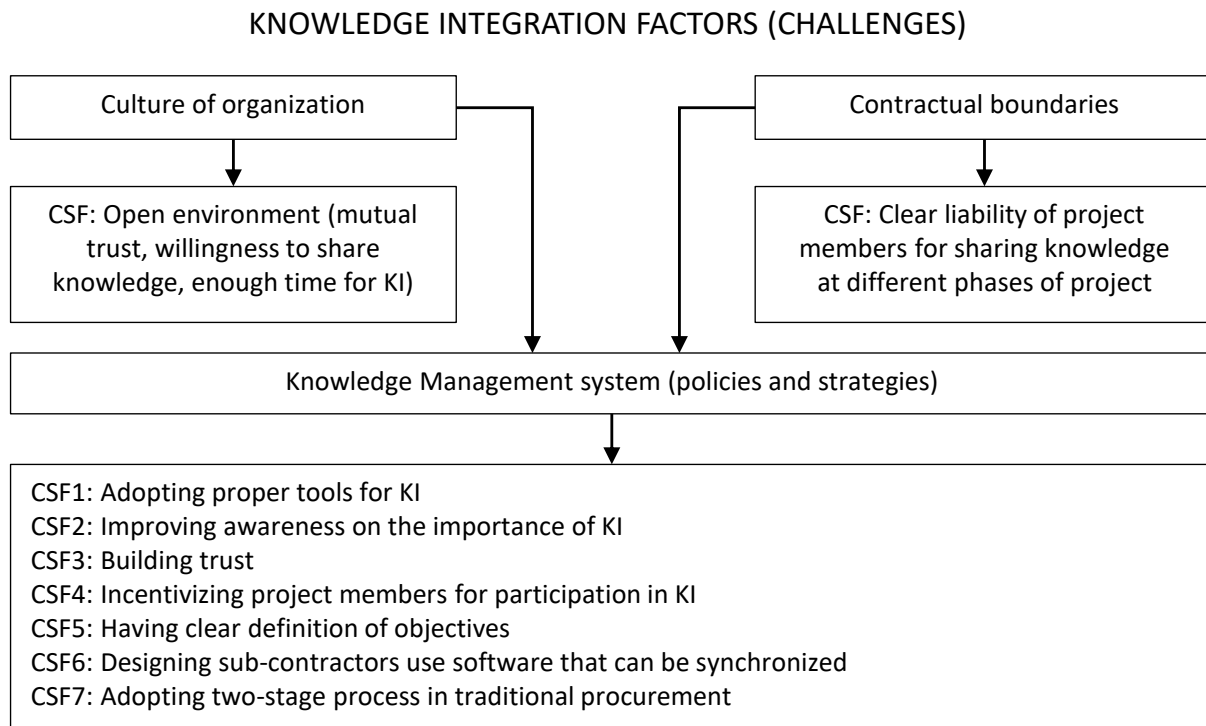 KNOWLEDGE INTEGRATION FACTORS (CHALLENGES)
Culture of organization
Contractual boundaries
CSF: Open environment (mutual
trust, willingness to share
knowledge, enough time for KI)
CSF: Clear liability of project
members for sharing knowledge
at different phases of project
Knowledge Management system (policies and strategies)
CSF1: Adopting proper tools for KI
CSF2: Improving awareness on the importance of KI
CSF3: Building trust
CSF4: Incentivizing project members for participation in KI
CSF5: Having clear definition of objectives
CSF6: Designing sub-contractors use software that can be synchronized
CSF7: Adopting two-stage process in traditional procurement